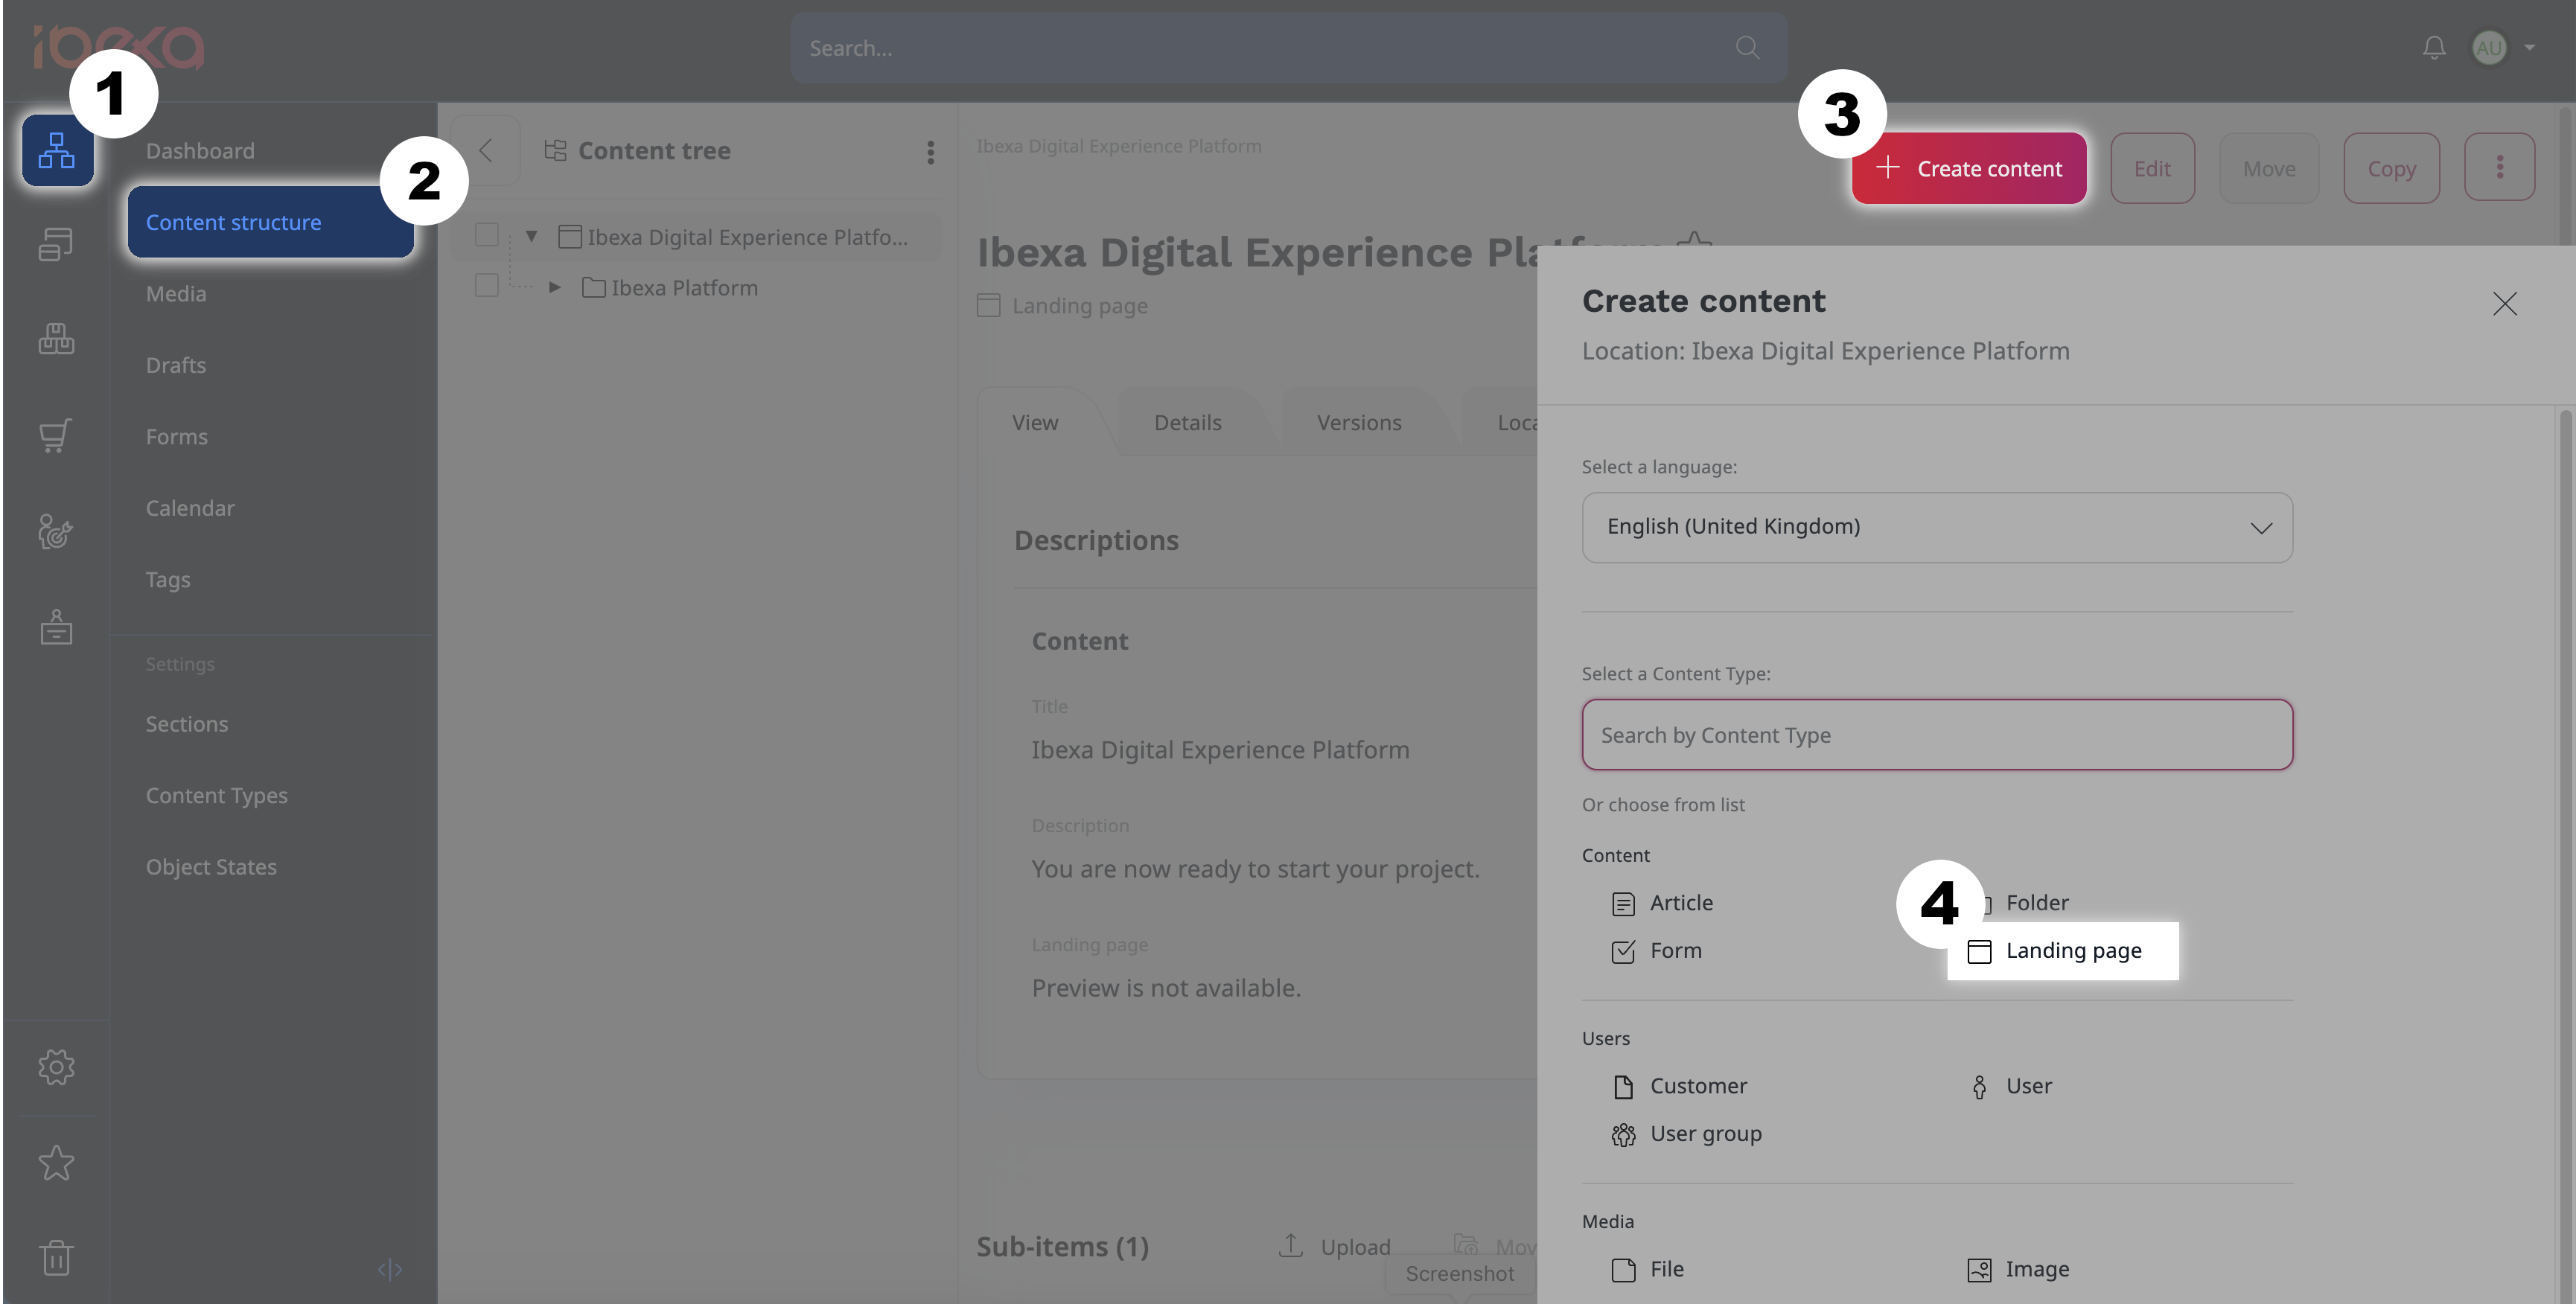 ibexa
Search...
AU
1
2
3
4
Dashboard
Content structure
Media
Drafts
Forms
Calendar
Tags
Settings
Sections
Content Types
Object States
Content tree
Ibexa Digital Experience Platfo...
Ibexa Platform
Ibexa Digital Experience Platform
Create content
Edit
Move
Copy
Ibexa Digital Experience Platform
Landing page
View
Details
Versions
Loca
Descriptions
Content
Title
Ibexa Digital Experience Platform
Description
You are now ready to start your project.
Landing page
Preview is not available.
Sub-items (1)
Upload
Mov
Screenshot
Create content
Location: Ibexa Digital Experience Platform
Select a language:
English (United Kingdom)
Select a Content Type:
Search by Content Type
Or choose from list
Content
Article
Folder
Form
Landing page
Users
Customer
User
User group
Media
File
Image